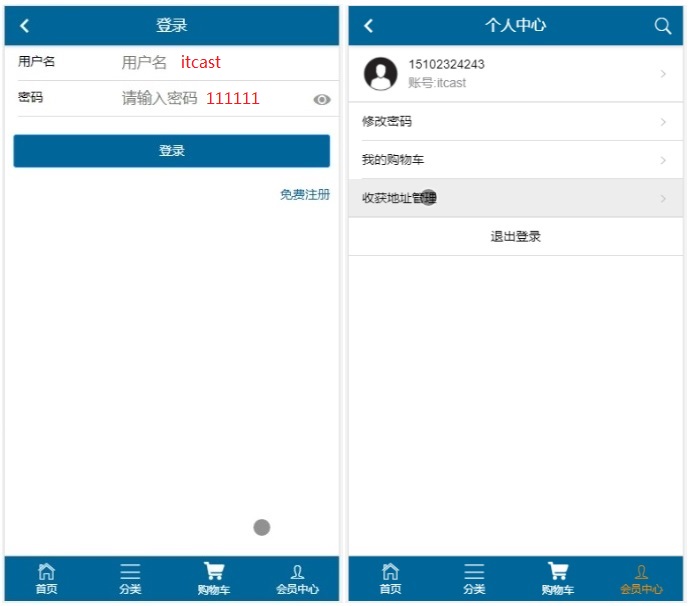 登录
用户名 用户名 itcast
密码 请输入密码 111111
登录
免费注册
首页 分类 购物车 会员中心
个人中心
15102324243
账号:itcast
修改密码
我的购物车
收获地址管理
退出登录
首页 分类 购物车 会员中心